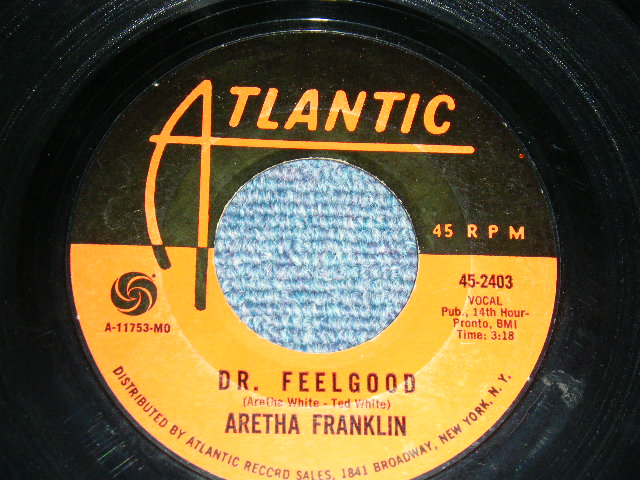 ATLANTIC
45 RPM
45-2403
VOCAL
Pub., 14th Hour-
Pronto, BMI
Time: 3:18
A-11753-MO
DR. FEELGOOD
(Aretha White - Ted White)
ARETHA FRANKLIN
DISTRIBUTED BY ATLANTIC RECORD SALES, 1841 BROADWAY, NEW YORK, N.Y.